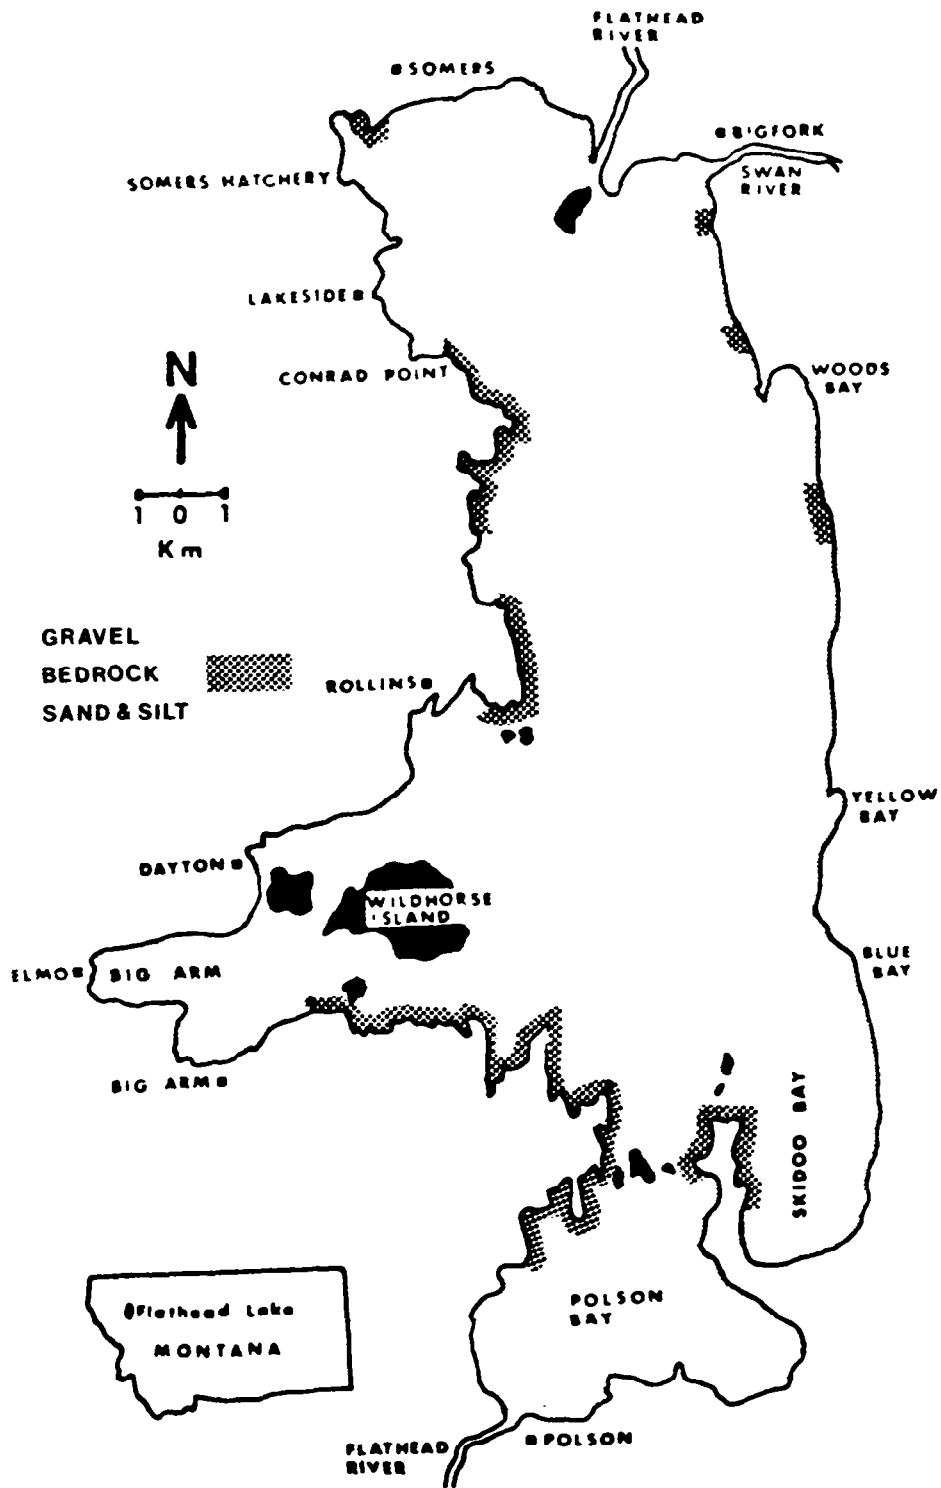 FLATHEAD
RIVER
SOMERS
BIGFORK
SWAN
RIVER
SOMERS HATCHERY
LAKESIDE
N
CONRAD POINT
WOODS
BAY
1 0 1
Km
GRAVEL
BEDROCK
SAND & SILT
ROLLINS
YELLOW
BAY
DAYTON
WILDHORSE
ISLAND
ELMO
BIG ARM
BLUE
BAY
BIG ARM
SKIDOO BAY
Flathead Lake
MONTANA
POLSON
BAY
FLATHEAD
RIVER
POLSON